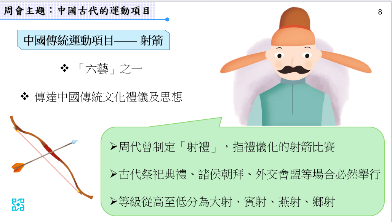 周會主題：中國古代的運動項目
8
中國傳統運動項目—— 射箭
❖ 「六藝」之一
❖ 傳達中國傳統文化禮儀及思想
➢周代曾制定「射禮」，指禮儀化的射箭比賽
➢古代祭祀典禮、諸侯朝拜、外交會盟等場合必然舉行
➢等級從高至低分為大射、賓射、燕射、鄉射